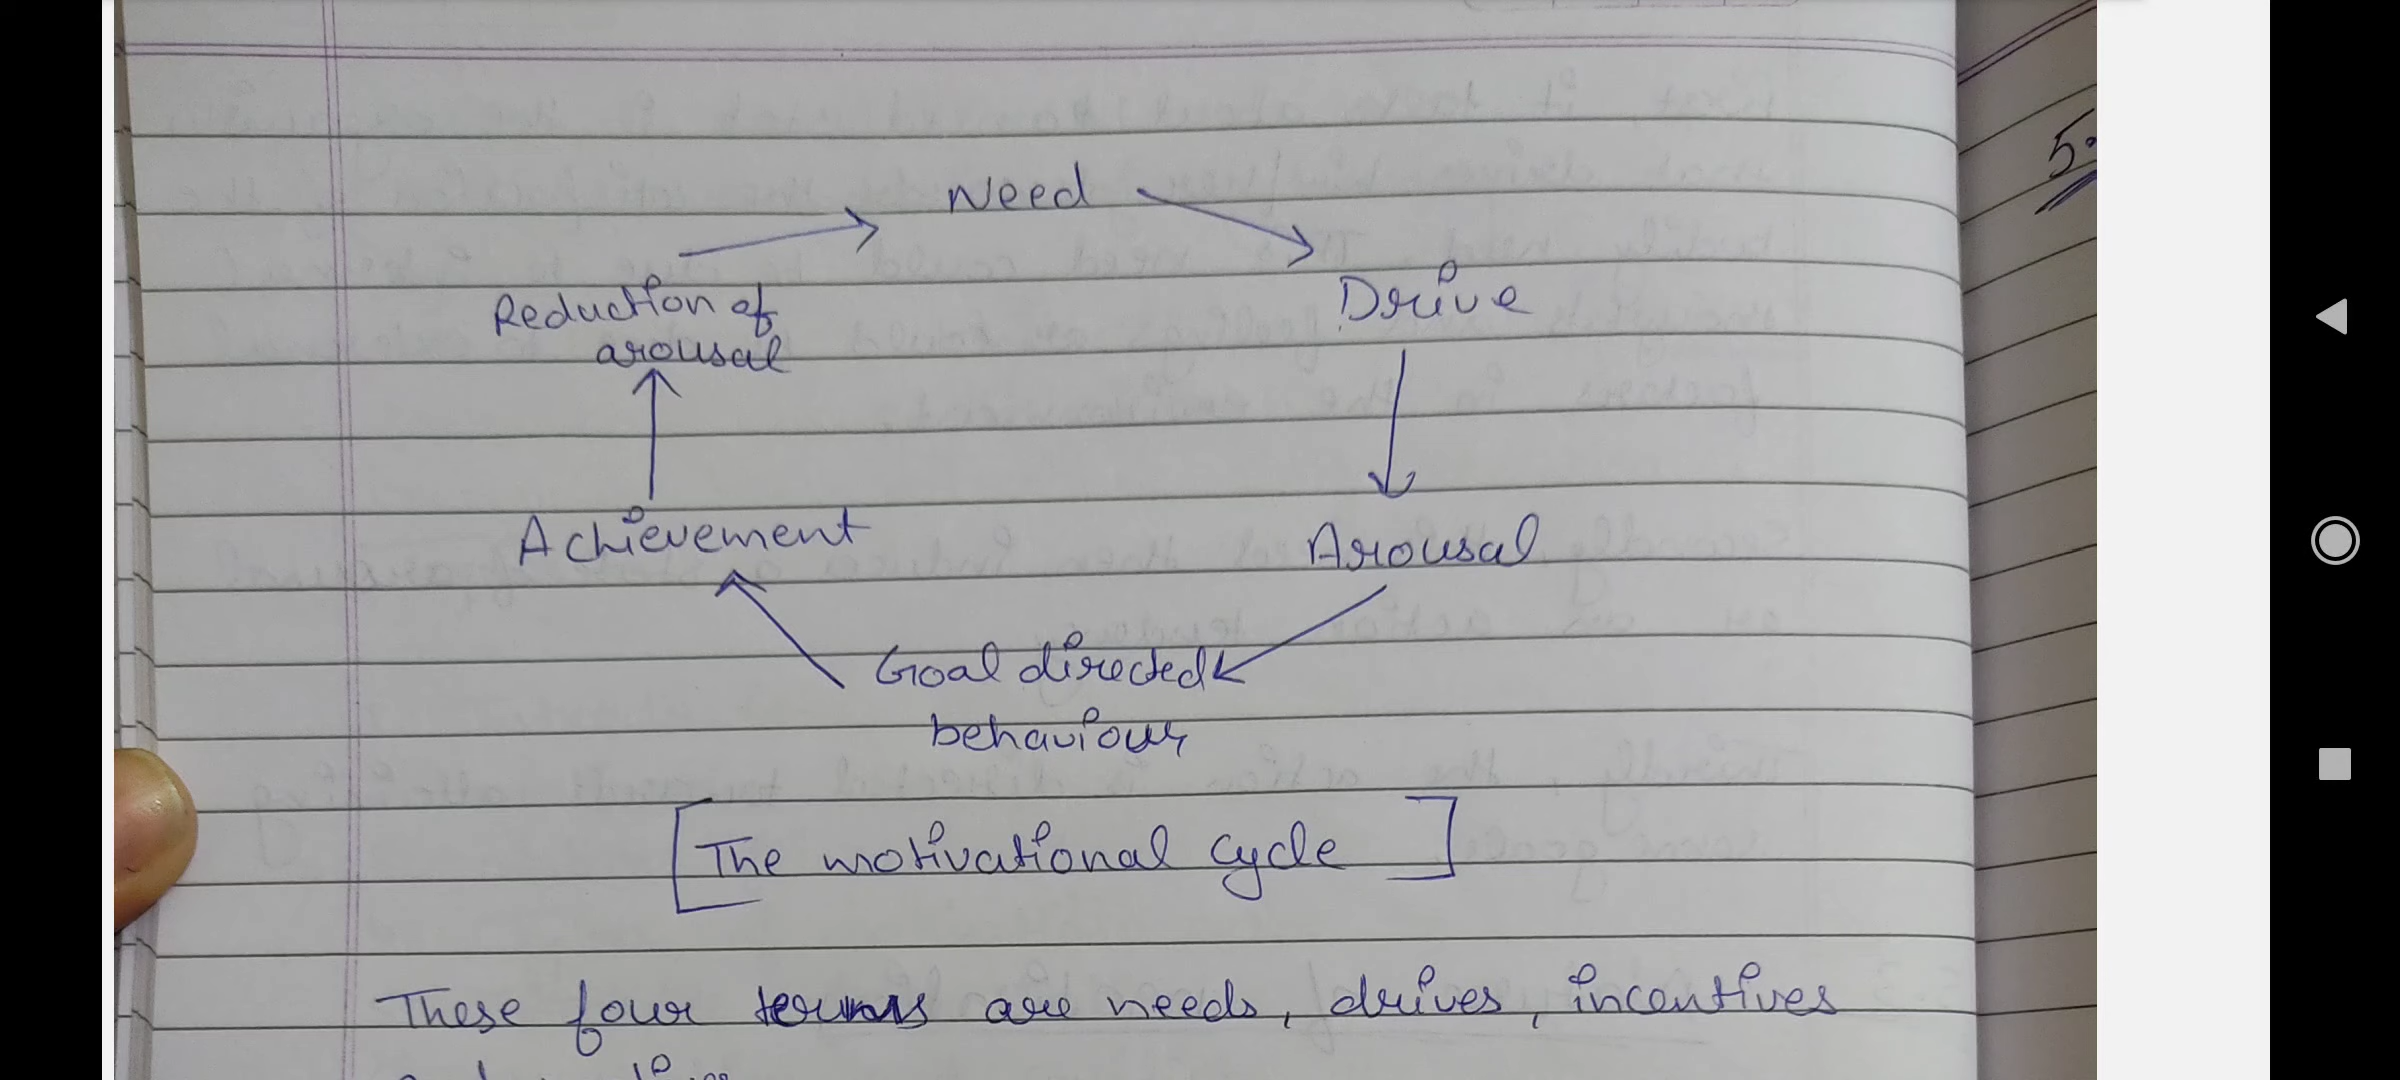 Need
Drive
Reduction of
arousal
Achievement
Arousal
Goal directed
behaviour
[The motivational cycle]
These four terms are needs, drives, incentives
5.